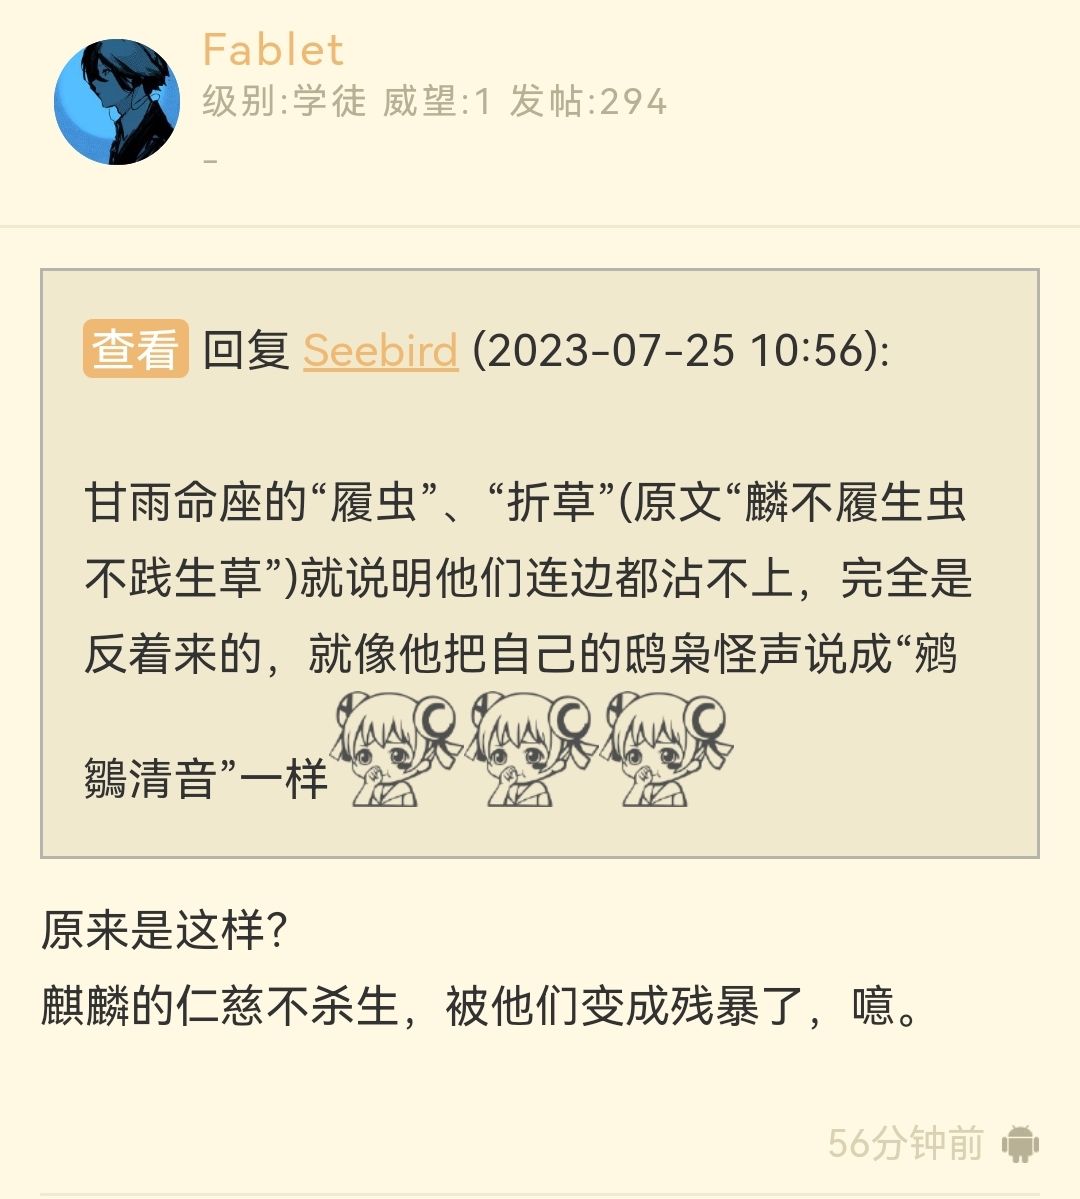 Fablet
级别:学徒 威望:1 发帖:294
-
查看 回复 Seebird (2023-07-25 10:56):
甘雨命座的“履虫”、“折草”(原文“麟不履生虫
不践生草”)就说明他们连边都沾不上，完全是
反着来的，就像他把自己的鸱枭怪声说成“鹓
鶵清音”一样
原来是这样？
麒麟的仁慈不杀生，被他们变成残暴了，噫。
56分钟前